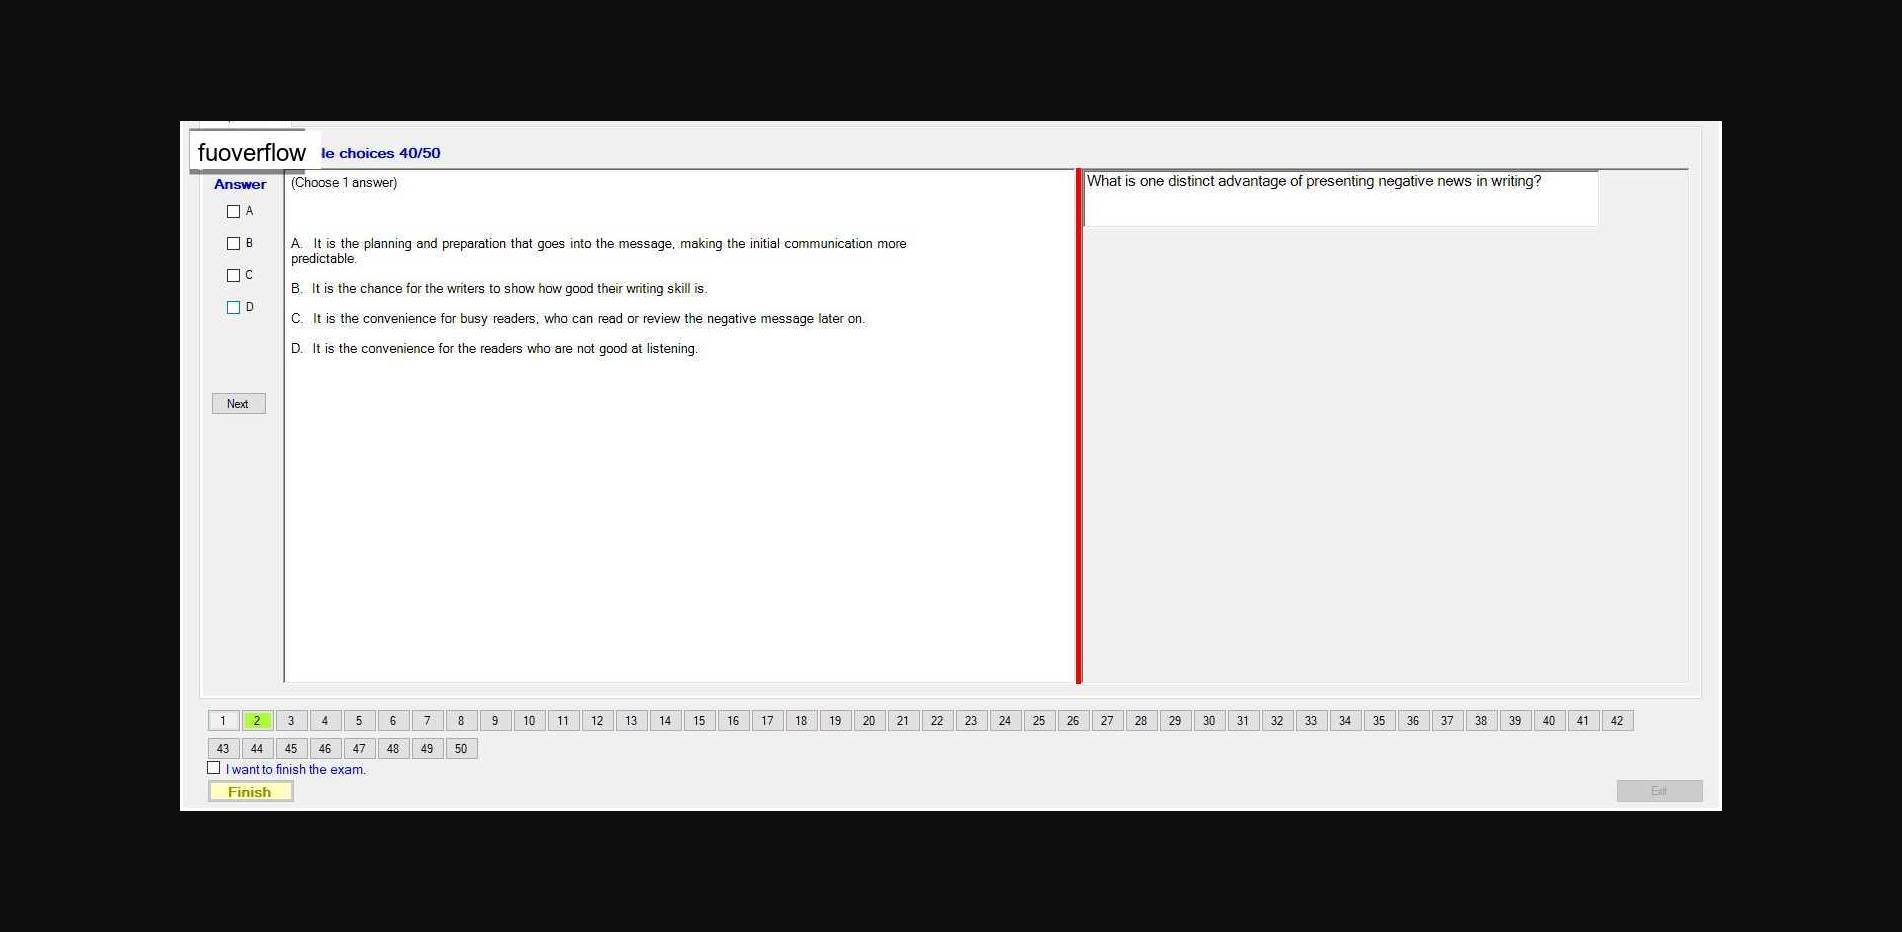 fuoverflow
le choices 40/50
Answer
A
B
C
D
Next
(Choose 1 answer)
A. It is the planning and preparation that goes into the message, making the initial communication more
predictable.
B. It is the chance for the writers to show how good their writing skill is.
C. It is the convenience for busy readers, who can read or review the negative message later on.
D. It is the convenience for the readers who are not good at listening.
What is one distinct advantage of presenting negative news in writing?
1 2 3 4 5 6 7 8 9 10 11 12 13 14 15 16 17 18 19 20 21 22 23 24 25 26 27 28 29 30 31 32 33 34 35 36 37 38 39 40 41 42
43 44 45 46 47 48 49 50
I want to finish the exam.
Finish
Exit